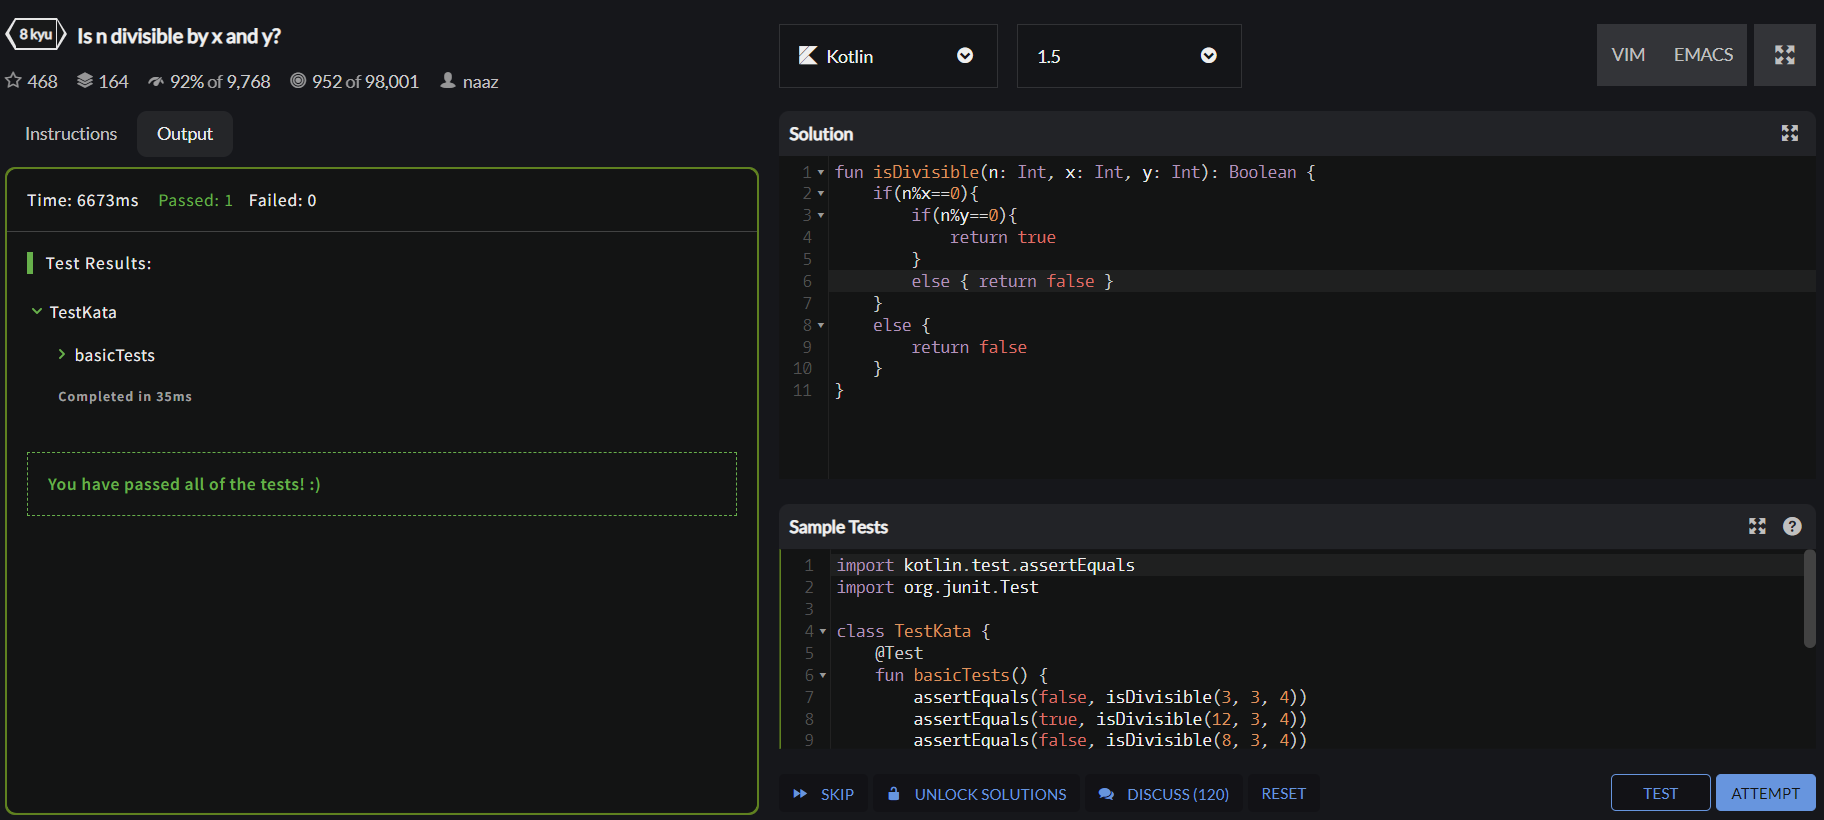 8 kyu Is n divisible by x and y?
468 164 92% of 9,768 952 of 98,001 naaz
Instructions Output
Time: 6673ms Passed: 1 Failed: 0
Test Results:
TestKata
basicTests
Completed in 35ms
You have passed all of the tests! :)
Kotlin 1.5 VIM EMACS
Solution
1 fun isDivisible(n: Int, x: Int, y: Int): Boolean {
2 if(n%x==0){
3 if(n%y==0){
4 return true
5 }
6 else { return false }
7 }
8 else {
9 return false
10 }
11 }
Sample Tests
1 import kotlin.test.assertEquals
2 import org.junit.Test
3
4 class TestKata {
5 @Test
6 fun basicTests() {
7 assertEquals(false, isDivisible(3, 3, 4))
8 assertEquals(true, isDivisible(12, 3, 4))
9 assertEquals(false, isDivisible(8, 3, 4))
SKIP UNLOCK SOLUTIONS DISCUSS (120) RESET TEST ATTEMPT